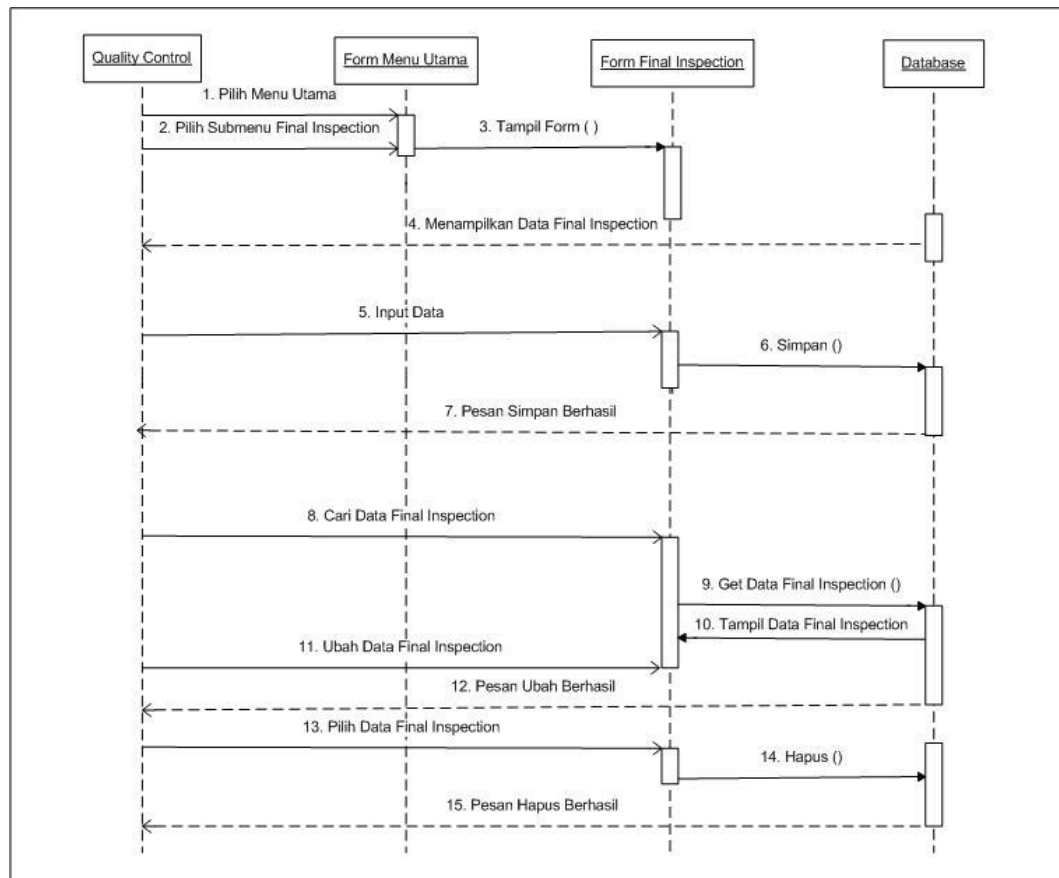 Quality Control
Form Menu Utama
Form Final Inspection
Database
1. Pilih Menu Utama
2. Pilih Submenu Final Inspection
3. Tampil Form ( )
4. Menampilkan Data Final Inspection
5. Input Data
6. Simpan ()
7. Pesan Simpan Berhasil
8. Cari Data Final Inspection
9. Get Data Final Inspection ()
10. Tampil Data Final Inspection
11. Ubah Data Final Inspection
12. Pesan Ubah Berhasil
13. Pilih Data Final Inspection
14. Hapus ()
15. Pesan Hapus Berhasil